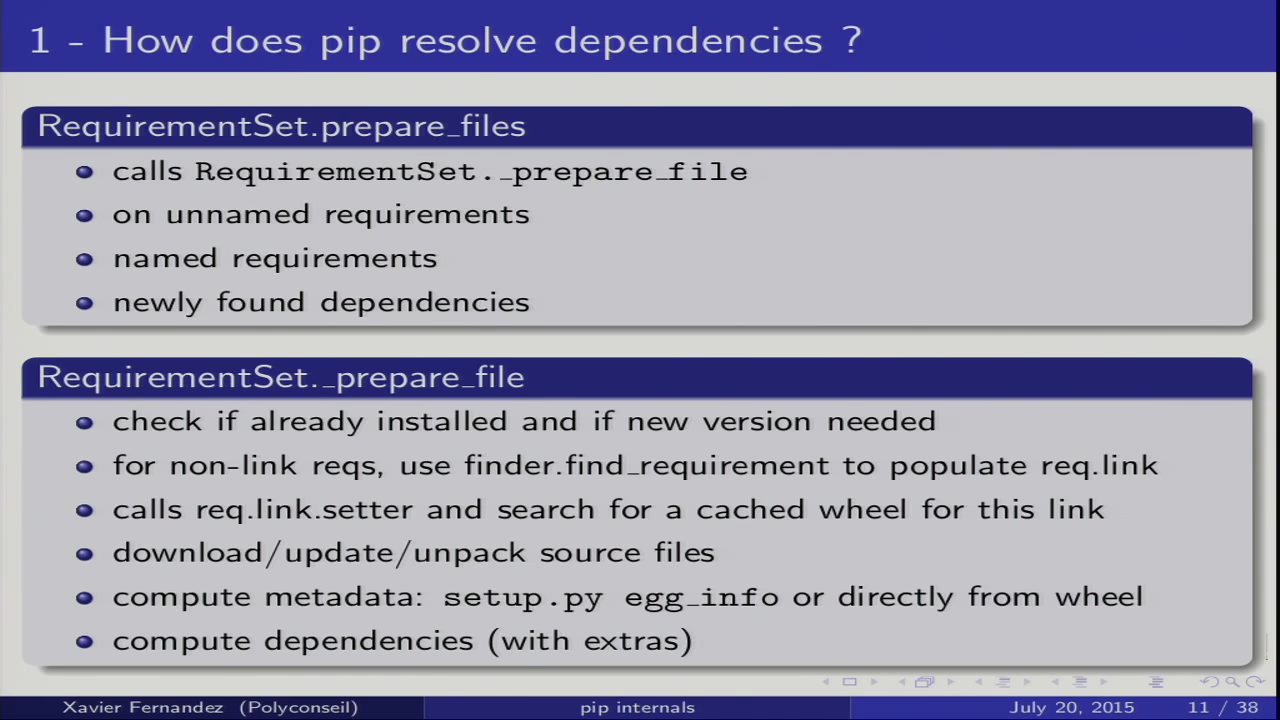 1 - How does pip resolve dependencies ?
RequirementSet.prepare_files
calls RequirementSet._prepare_file
on unnamed requirements
named requirements
newly found dependencies
RequirementSet._prepare_file
check if already installed and if new version needed
for non-link reqs, use finder.find_requirement to populate req.link
calls req.link.setter and search for a cached wheel for this link
download/update/unpack source files
compute metadata: setup.py egg_info or directly from wheel
compute dependencies (with extras)
Xavier Fernandez (Polyconseil) pip internals July 20, 2015 11 / 38